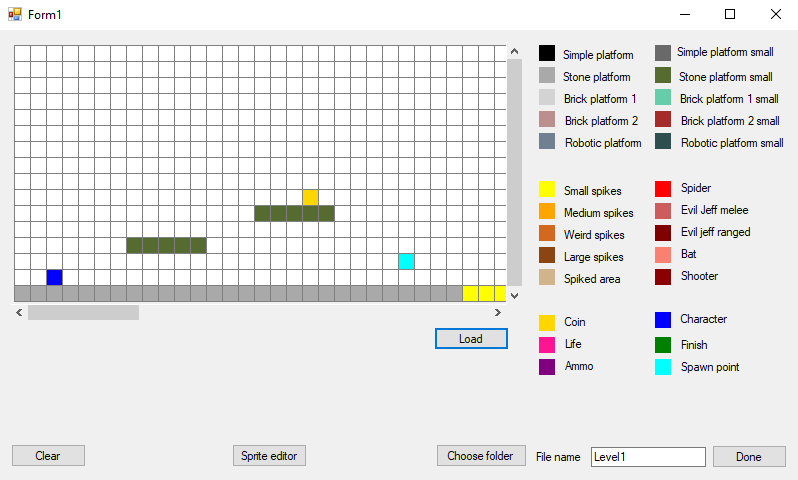 Form1
Simple platform
Simple platform small
Stone platform
Stone platform small
Brick platform 1
Brick platform 1 small
Brick platform 2
Brick platform 2 small
Robotic platform
Robotic platform small
Small spikes
Spider
Medium spikes
Evil Jeff melee
Weird spikes
Evil jeff ranged
Large spikes
Bat
Spiked area
Shooter
Coin
Character
Life
Finish
Ammo
Spawn point
Load
Clear
Sprite editor
Choose folder
File name
Level1
Done